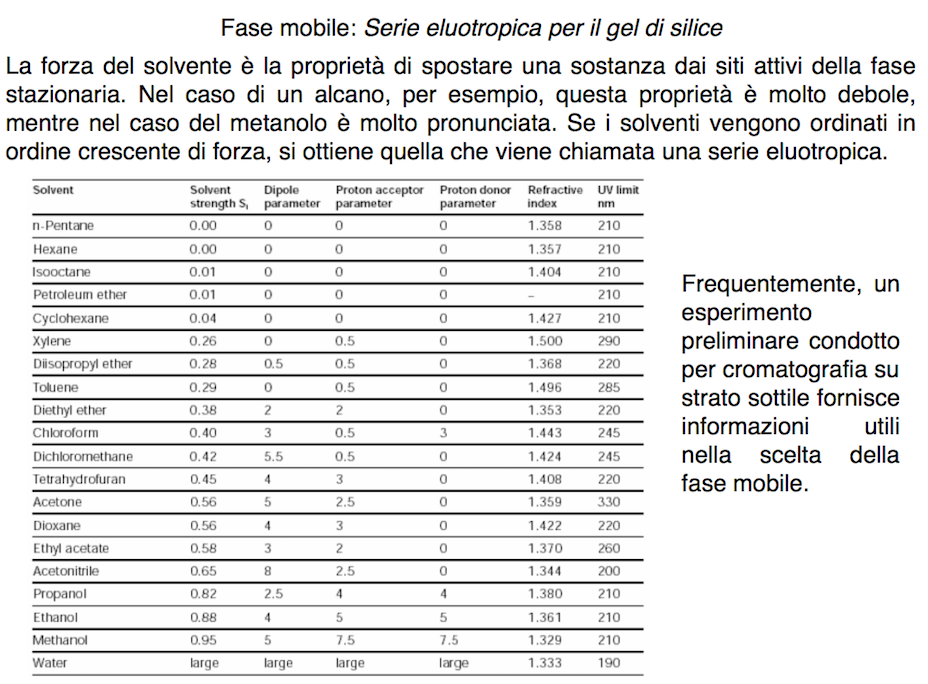 Fase mobile: Serie eluotropica per il gel di silice
La forza del solvente è la proprietà di spostare una sostanza dai siti attivi della fase
stazionaria. Nel caso di un alcano, per esempio, questa proprietà è molto debole,
mentre nel caso del metanolo è molto pronunciata. Se i solventi vengono ordinati in
ordine crescente di forza, si ottiene quella che viene chiamata una serie eluotropica.
Solvent Solvent Dipole Proton acceptor Proton donor Refractive UV limit
strength Si parameter parameter parameter index nm
n-Pentane 0.00 0 0 0 1.358 210
Hexane 0.00 0 0 0 1.357 210
Isooctane 0.01 0 0 0 1.404 210
Petroleum ether 0.01 0 0 0 – 210
Cyclohexane 0.04 0 0 0 1.427 210
Xylene 0.26 0 0.5 0 1.500 290
Diisopropyl ether 0.28 0.5 0.5 0 1.368 220
Toluene 0.29 0 0.5 0 1.496 285
Diethyl ether 0.38 2 2 0 1.353 220
Chloroform 0.40 3 0.5 3 1.443 245
Dichloromethane 0.42 5.5 0.5 0 1.424 245
Tetrahydrofuran 0.45 4 3 0 1.408 220
Acetone 0.56 5 2.5 0 1.359 330
Dioxane 0.56 4 3 0 1.422 220
Ethyl acetate 0.58 3 2 0 1.370 260
Acetonitrile 0.65 8 2.5 0 1.344 200
Propanol 0.82 2.5 4 4 1.380 210
Ethanol 0.88 4 5 5 1.361 210
Methanol 0.95 5 7.5 7.5 1.329 210
Water large large large large 1.333 190
Frequentemente, un
esperimento
preliminare condotto
per cromatografia su
strato sottile fornisce
informazioni utili
nella scelta della
fase mobile.